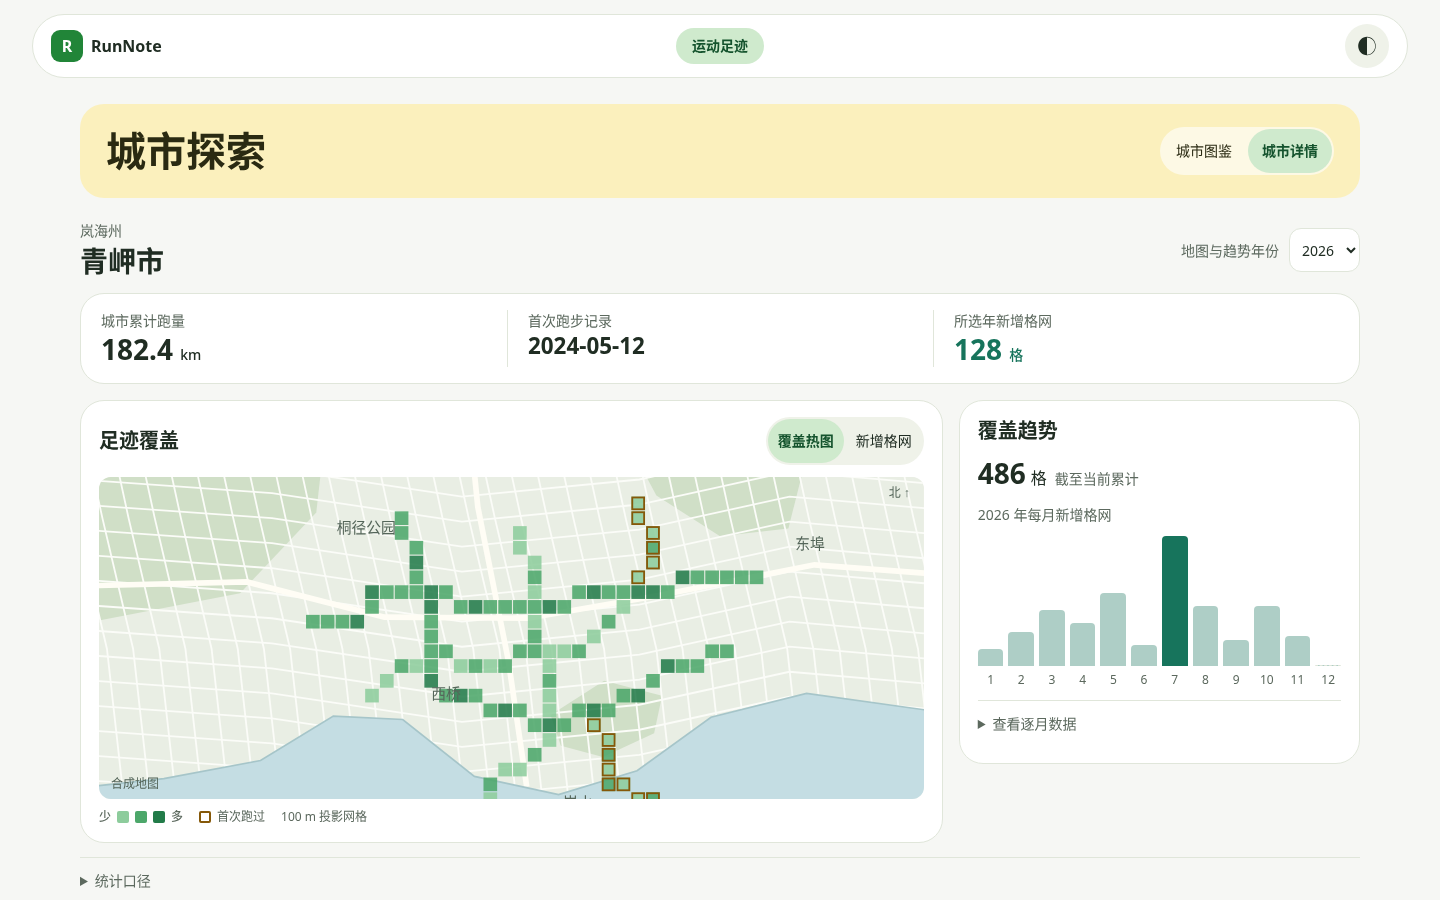 R RunNote
运动足迹
城市探索
城市图鉴 城市详情
岚海州
青岬市
地图与趋势年份 2026
城市累计跑量
182.4 km
首次跑步记录
2024-05-12
所选年新增格网
128 格
足迹覆盖
覆盖热图 新增格网
北 ↑
桐径公园
东埠
西桥
合成地图
少 多 首次跑过 100 m 投影网格
覆盖趋势
486 格 截至当前累计
2026 年每月新增格网
1 2 3 4 5 6 7 8 9 10 11 12
查看逐月数据
统计口径